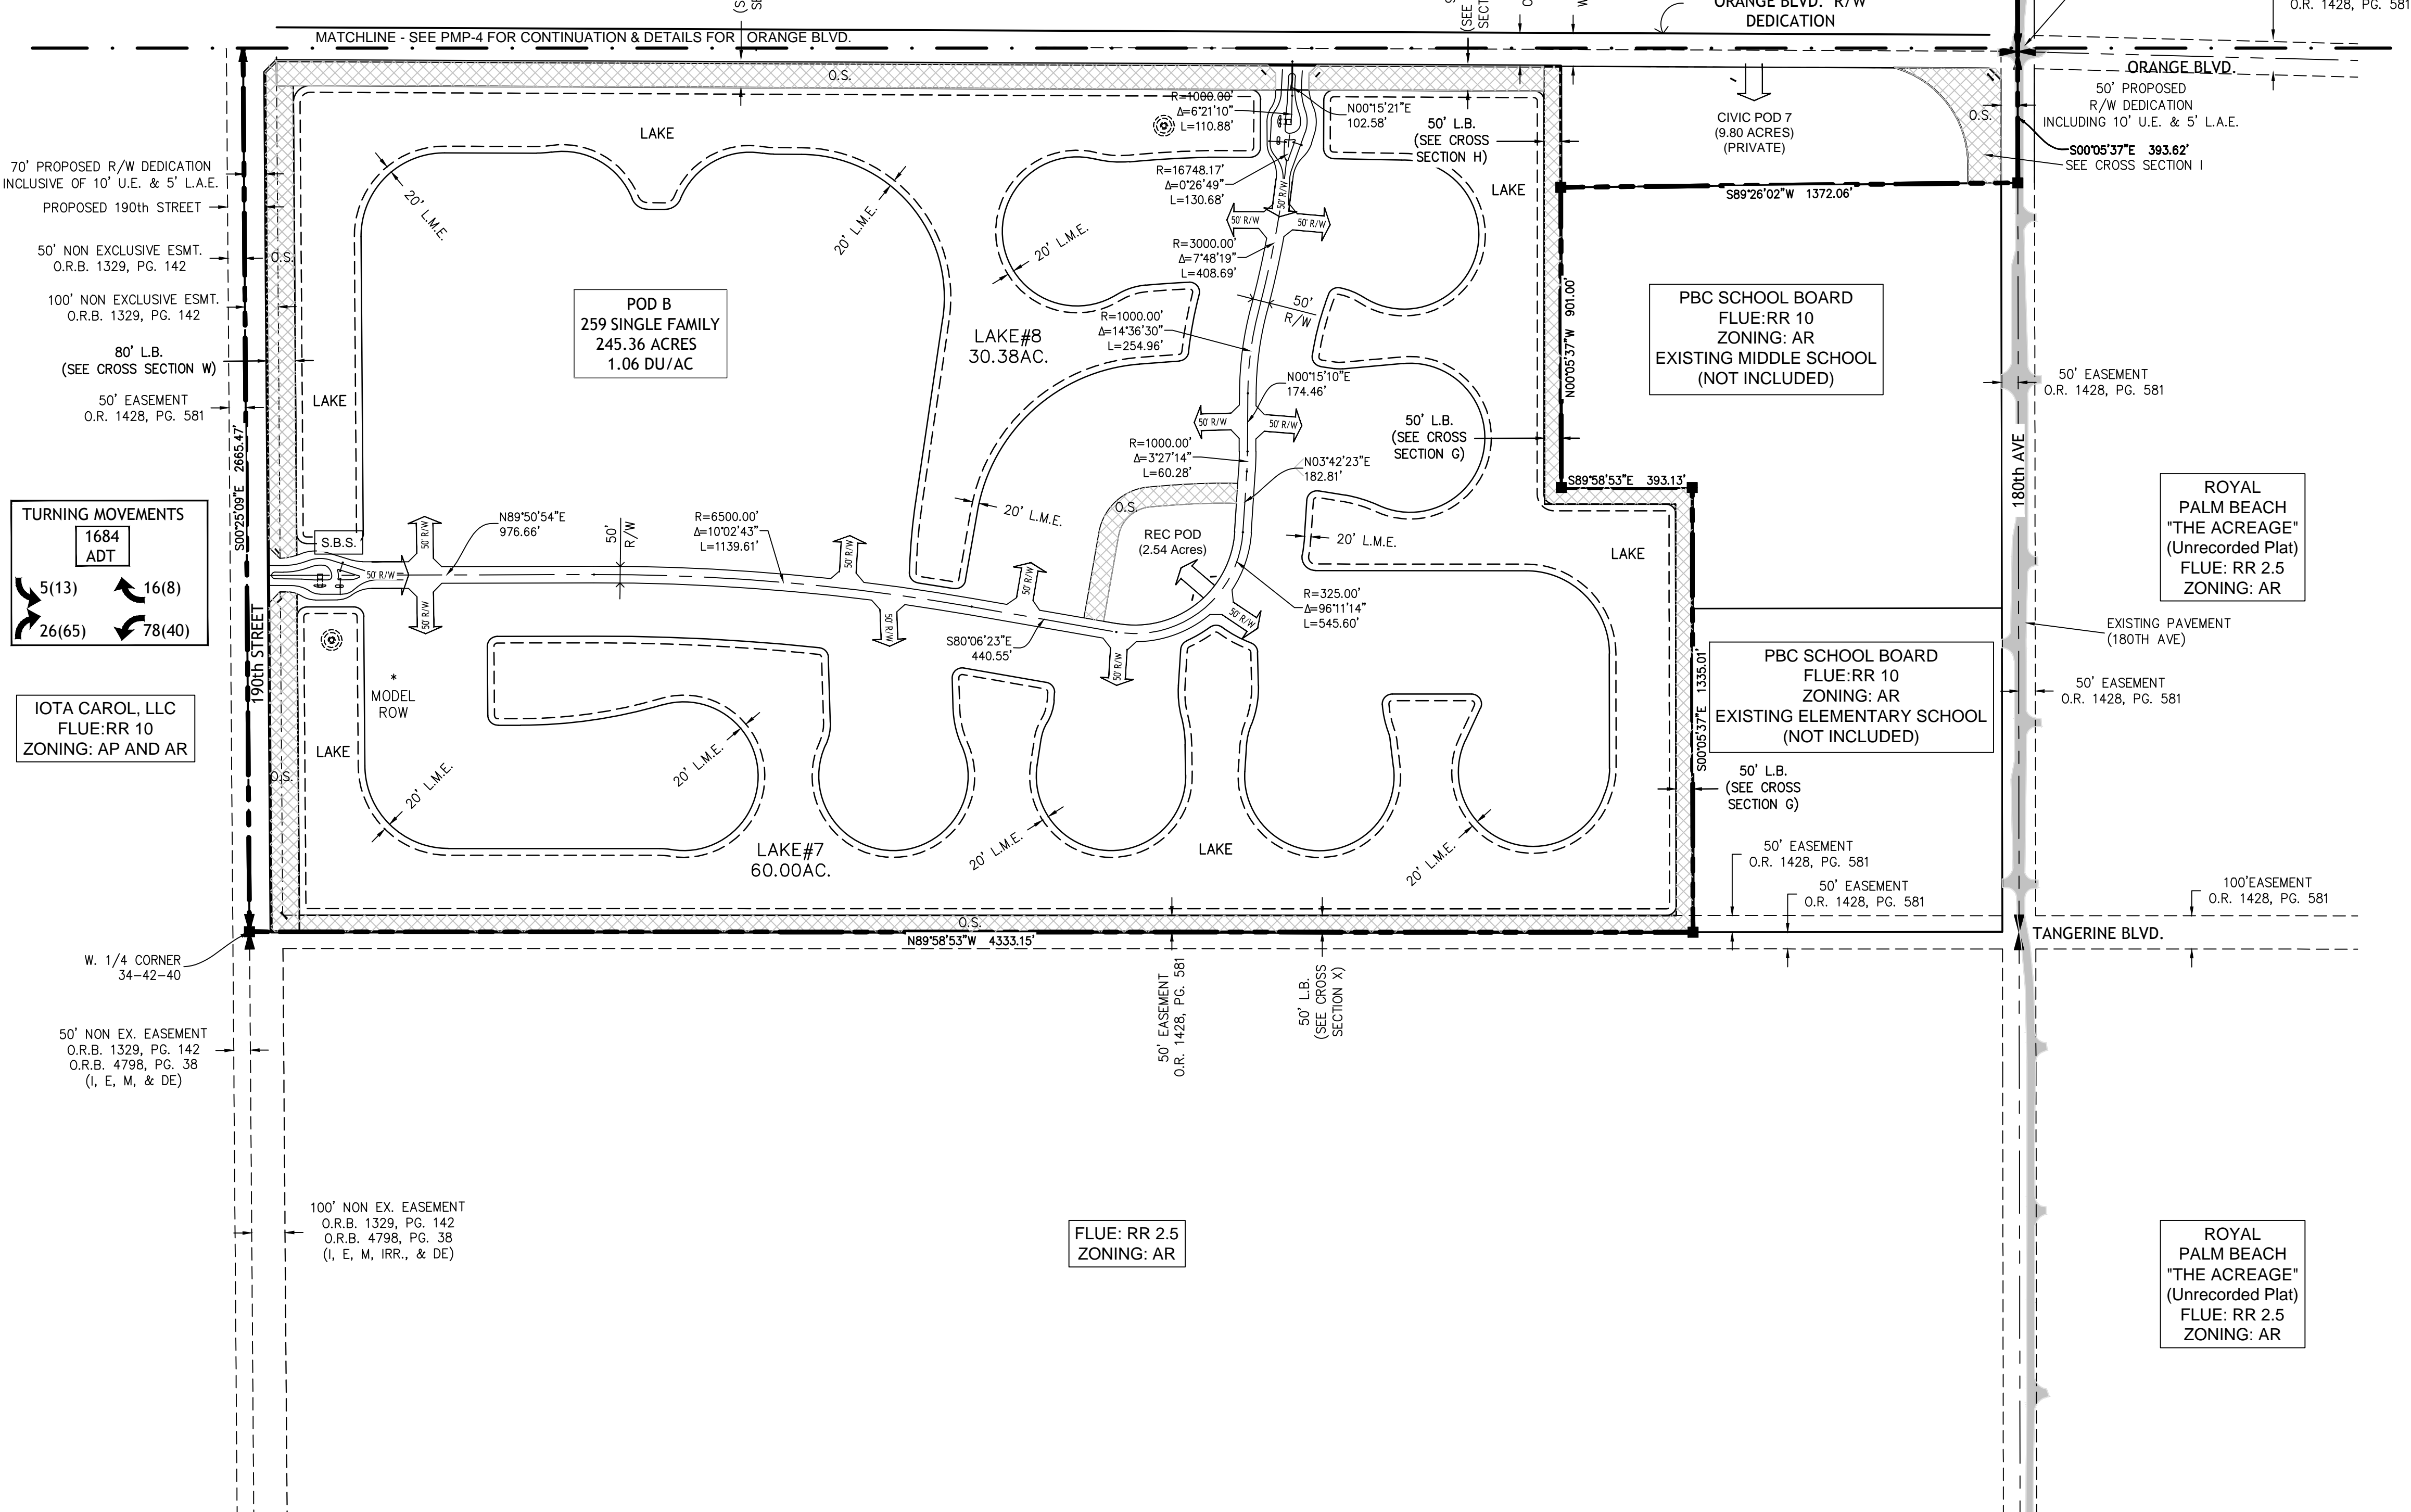 ORANGE BLVD. R/W
DEDICATION
O.R. 1428, PG. 581
MATCHLINE - SEE PMP-4 FOR CONTINUATION & DETAILS FOR ORANGE BLVD.
ORANGE BLVD.
O.S.
50' PROPOSED
R/W DEDICATION
INCLUDING 10' U.E. & 5' L.A.E.
S00°05'37"E 393.62'
SEE CROSS SECTION I
O.S.
CIVIC POD 7
(9.80 ACRES)
(PRIVATE)
S89°26'02"W 1372.06'
R=1000.00'
Δ=6°21'10"
L=110.88'
N00°15'21"E
102.58'
50' L.B.
(SEE CROSS
SECTION H)
LAKE
LAKE
70' PROPOSED R/W DEDICATION
INCLUSIVE OF 10' U.E. & 5' L.A.E.
PROPOSED 190th STREET
50' NON EXCLUSIVE ESMT.
O.R.B. 1329, PG. 142
O.S.
100' NON EXCLUSIVE ESMT.
O.R.B. 1329, PG. 142
80' L.B.
(SEE CROSS SECTION W)
50' EASEMENT
O.R. 1428, PG. 581
LAKE
S00°25'09"E 2665.47'
20' L.M.E.
20' L.M.E.
20' L.M.E.
R=16748.17'
Δ=0°26'49"
L=130.68'
50' R/W
50' R/W
50' R/W
R=3000.00'
Δ=7°48'19"
L=408.69'
50'
R/W
POD B
259 SINGLE FAMILY
245.36 ACRES
1.06 DU/AC
LAKE#8
30.38AC.
R=1000.00'
Δ=14°36'30"
L=254.96'
N00°15'10"E
174.46'
50' R/W
50' R/W
R=1000.00'
Δ=3°27'14"
L=60.28'
N03°42'23"E
182.81'
50' L.B.
(SEE CROSS
SECTION G)
N00°05'37"W 901.00'
PBC SCHOOL BOARD
FLUE:RR 10
ZONING: AR
EXISTING MIDDLE SCHOOL
(NOT INCLUDED)
50' EASEMENT
O.R. 1428, PG. 581
180th AVE
S89°58'53"E 393.13'
ROYAL
PALM BEACH
"THE ACREAGE"
(Unrecorded Plat)
FLUE: RR 2.5
ZONING: AR
TURNING MOVEMENTS
1684
ADT
5(13)
16(8)
26(65)
78(40)
S.B.S.
50' R/W
50' R/W
50' R/W
N89°50'54"E
976.66'
50'
R/W
R=6500.00'
Δ=10°02'43"
L=1139.61'
50' R/W
50' R/W
20' L.M.E.
O.S.
REC POD
(2.54 Acres)
20' L.M.E.
LAKE
50' R/W
50' R/W
50' R/W
R=325.00'
Δ=96°11'14"
L=545.60'
S80°06'23"E
440.55'
EXISTING PAVEMENT
(180TH AVE)
190th STREET
IOTA CAROL, LLC
FLUE:RR 10
ZONING: AP AND AR
*
MODEL
ROW
LAKE
O.S.
20' L.M.E.
20' L.M.E.
LAKE#7
60.00AC.
20' L.M.E.
LAKE
20' L.M.E.
S00°05'37"E 1335.01'
PBC SCHOOL BOARD
FLUE:RR 10
ZONING: AR
EXISTING ELEMENTARY SCHOOL
(NOT INCLUDED)
50' EASEMENT
O.R. 1428, PG. 581
50' L.B.
(SEE CROSS
SECTION G)
50' EASEMENT
O.R. 1428, PG. 581
50' EASEMENT
O.R. 1428, PG. 581
100'EASEMENT
O.R. 1428, PG. 581
O.S.
N89°58'53"W 4333.15'
TANGERINE BLVD.
W. 1/4 CORNER
34-42-40
50' EASEMENT
O.R. 1428, PG. 581
50' L.B.
(SEE CROSS
SECTION X)
50' NON EX. EASEMENT
O.R.B. 1329, PG. 142
O.R.B. 4798, PG. 38
(I, E, M, & DE)
100' NON EX. EASEMENT
O.R.B. 1329, PG. 142
O.R.B. 4798, PG. 38
(I, E, M, IRR., & DE)
FLUE: RR 2.5
ZONING: AR
ROYAL
PALM BEACH
"THE ACREAGE"
(Unrecorded Plat)
FLUE: RR 2.5
ZONING: AR